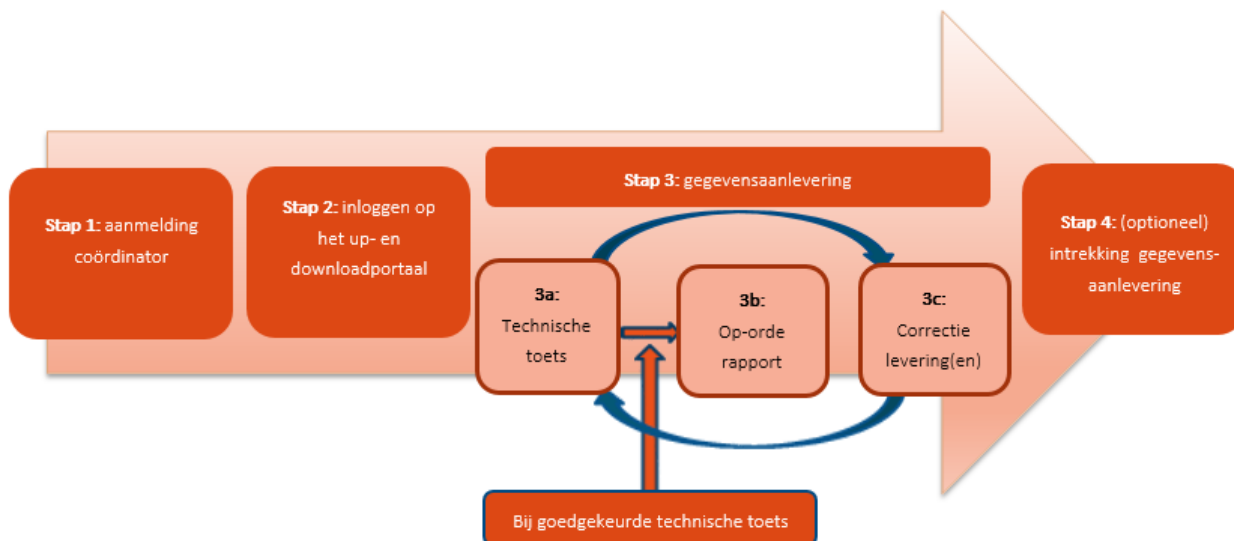 Stap 1: aanmelding
coördinator
Stap 2: inloggen op
het up- en
downloadportaal
Stap 3: gegevensaanlevering
3a:
Technische
toets
3b:
Op-orde
rapport
3c:
Correctie
levering(en)
Stap 4: (optioneel)
intrekking gegevens-
aanlevering
Bij goedgekeurde technische toets